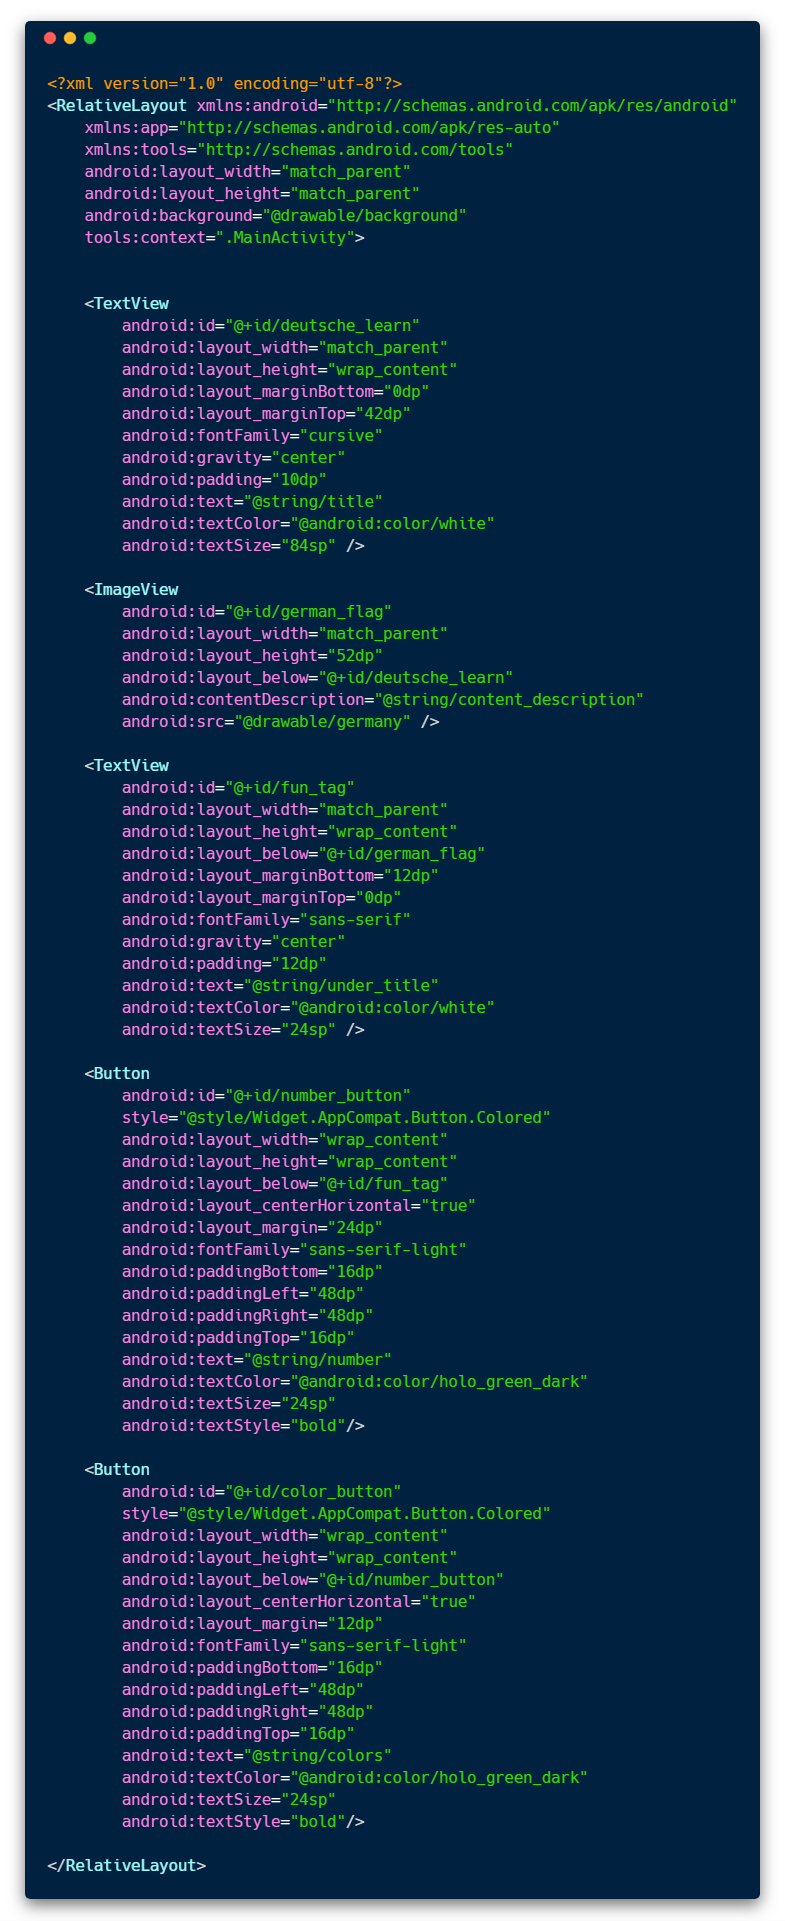 <?xml version="1.0" encoding="utf-8"?>
<RelativeLayout xmlns:android="http://schemas.android.com/apk/res/android"
    xmlns:app="http://schemas.android.com/apk/res-auto"
    xmlns:tools="http://schemas.android.com/tools"
    android:layout_width="match_parent"
    android:layout_height="match_parent"
    android:background="@drawable/background"
    tools:context=".MainActivity">

    <TextView
        android:id="@+id/deutsche_learn"
        android:layout_width="match_parent"
        android:layout_height="wrap_content"
        android:layout_marginBottom="0dp"
        android:layout_marginTop="42dp"
        android:fontFamily="cursive"
        android:gravity="center"
        android:padding="10dp"
        android:text="@string/title"
        android:textColor="@android:color/white"
        android:textSize="84sp" />

    <ImageView
        android:id="@+id/german_flag"
        android:layout_width="match_parent"
        android:layout_height="52dp"
        android:layout_below="@+id/deutsche_learn"
        android:contentDescription="@string/content_description"
        android:src="@drawable/germany" />

    <TextView
        android:id="@+id/fun_tag"
        android:layout_width="match_parent"
        android:layout_height="wrap_content"
        android:layout_below="@+id/german_flag"
        android:layout_marginBottom="12dp"
        android:layout_marginTop="0dp"
        android:fontFamily="sans-serif"
        android:gravity="center"
        android:padding="12dp"
        android:text="@string/under_title"
        android:textColor="@android:color/white"
        android:textSize="24sp" />

    <Button
        android:id="@+id/number_button"
        style="@style/Widget.AppCompat.Button.Colored"
        android:layout_width="wrap_content"
        android:layout_height="wrap_content"
        android:layout_below="@+id/fun_tag"
        android:layout_centerHorizontal="true"
        android:layout_margin="24dp"
        android:fontFamily="sans-serif-light"
        android:paddingBottom="16dp"
        android:paddingLeft="48dp"
        android:paddingRight="48dp"
        android:paddingTop="16dp"
        android:text="@string/number"
        android:textColor="@android:color/holo_green_dark"
        android:textSize="24sp"
        android:textStyle="bold"/>

    <Button
        android:id="@+id/color_button"
        style="@style/Widget.AppCompat.Button.Colored"
        android:layout_width="wrap_content"
        android:layout_height="wrap_content"
        android:layout_below="@+id/number_button"
        android:layout_centerHorizontal="true"
        android:layout_margin="12dp"
        android:fontFamily="sans-serif-light"
        android:paddingBottom="16dp"
        android:paddingLeft="48dp"
        android:paddingRight="48dp"
        android:paddingTop="16dp"
        android:text="@string/colors"
        android:textColor="@android:color/holo_green_dark"
        android:textSize="24sp"
        android:textStyle="bold"/>

</RelativeLayout>